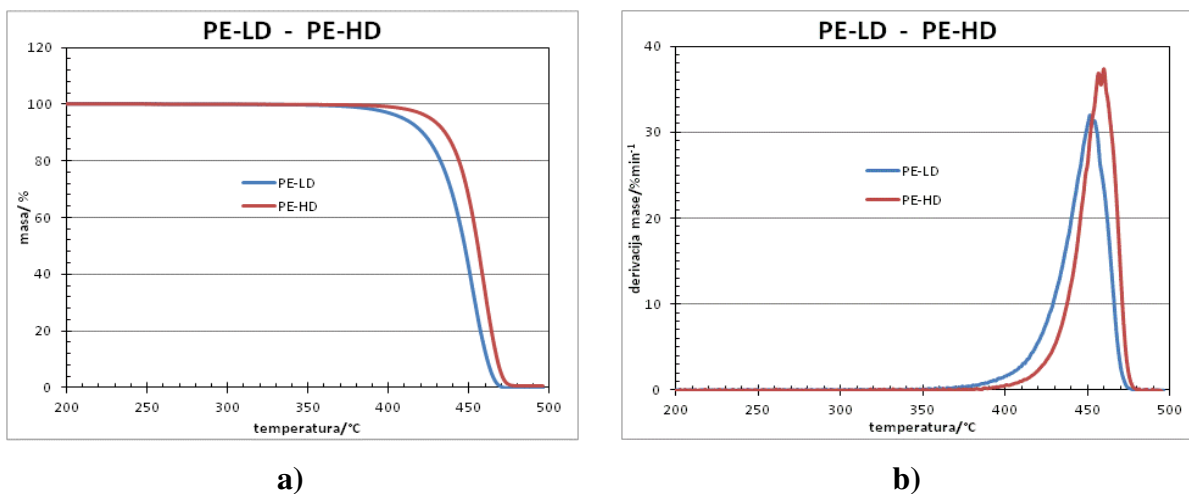 PE-LD - PE-HD
120
100
80
60
40
20
0
masa/ %
PE-LD
PE-HD
200 250 300 350 400 450 500
temperatura/°C
a)
PE-LD - PE-HD
40
30
20
10
0
derivacija mase/%min⁻¹
PE-LD
PE-HD
200 250 300 350 400 450 500
temperatura/°C
b)